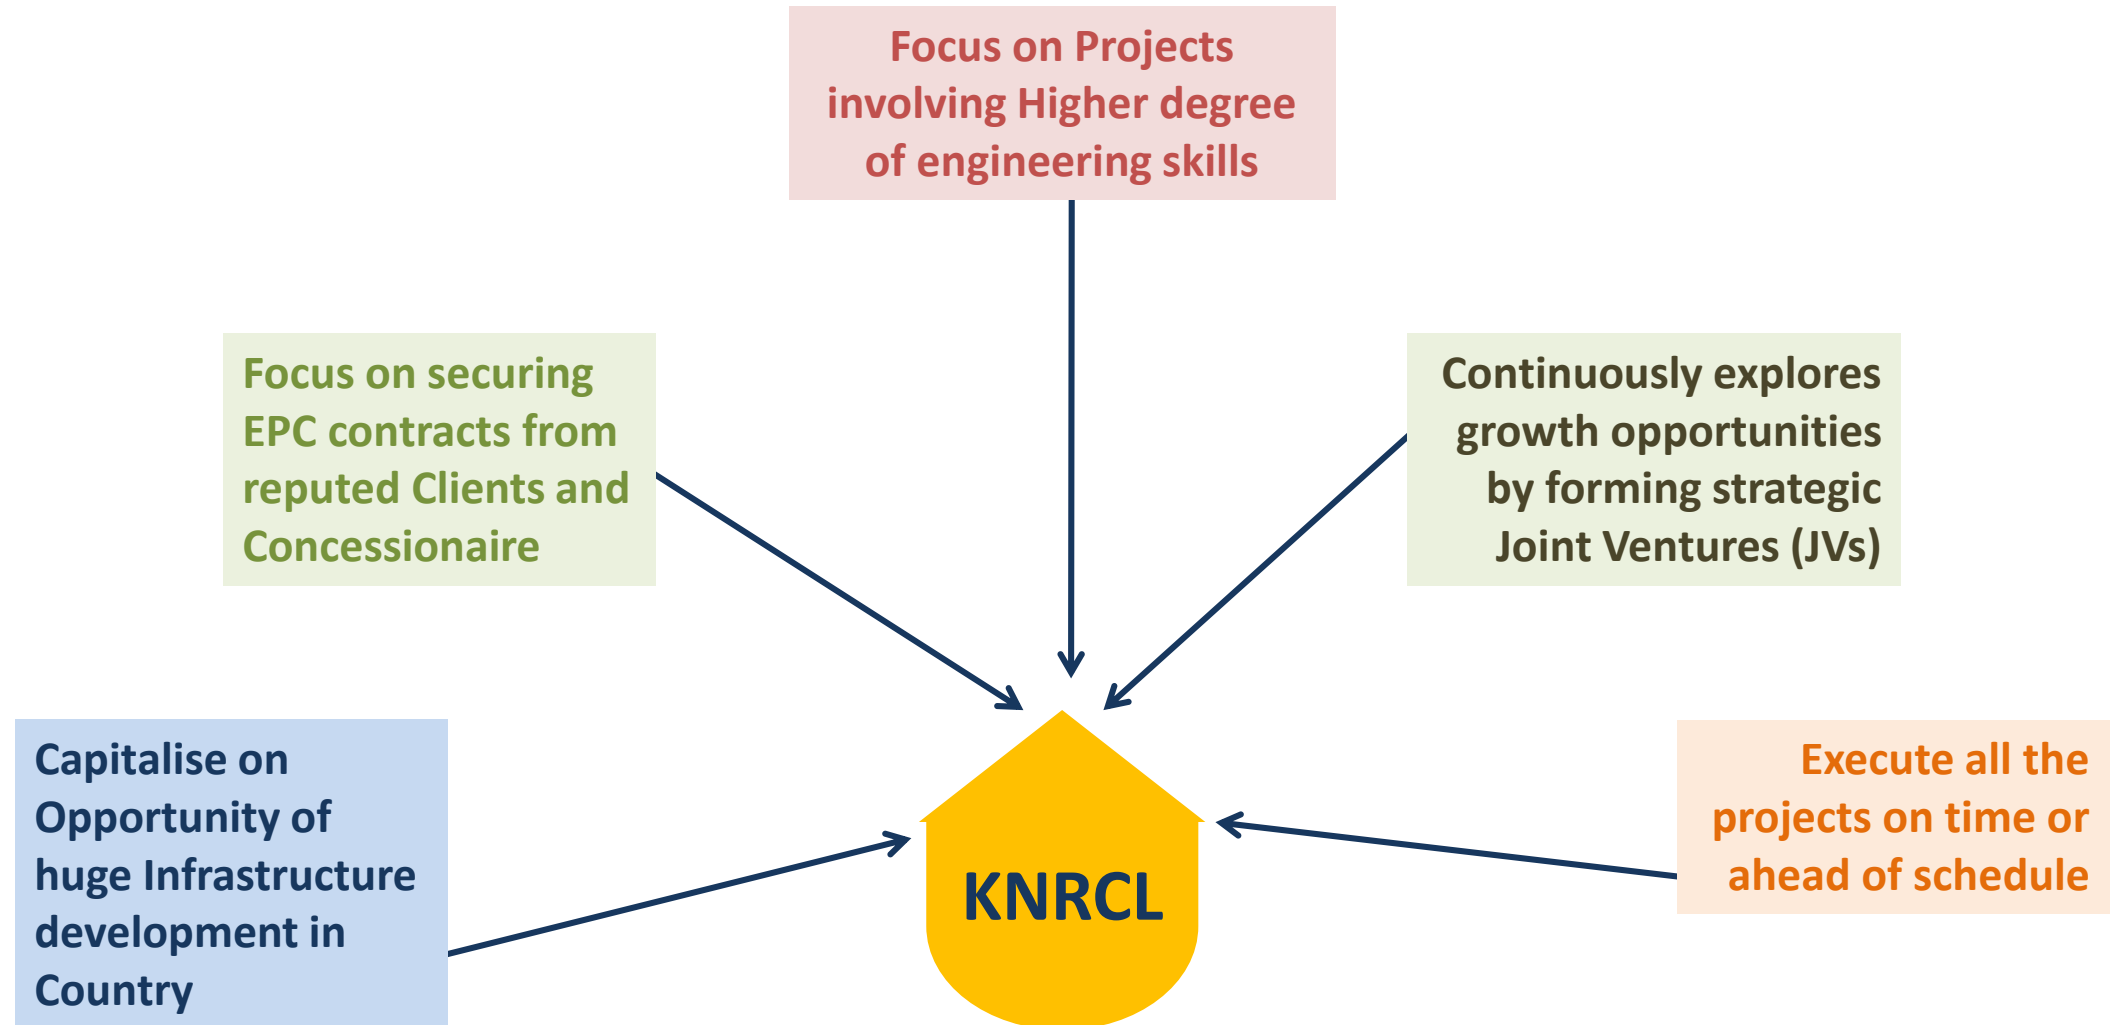 Focus on Projects
involving Higher degree
of engineering skills
Focus on securing
EPC contracts from
reputed Clients and
Concessionaire
Continuously explores
growth opportunities
by forming strategic
Joint Ventures (JVs)
Capitalise on
Opportunity of
huge Infrastructure
development in
Country
KNRCL
Execute all the
projects on time or
ahead of schedule